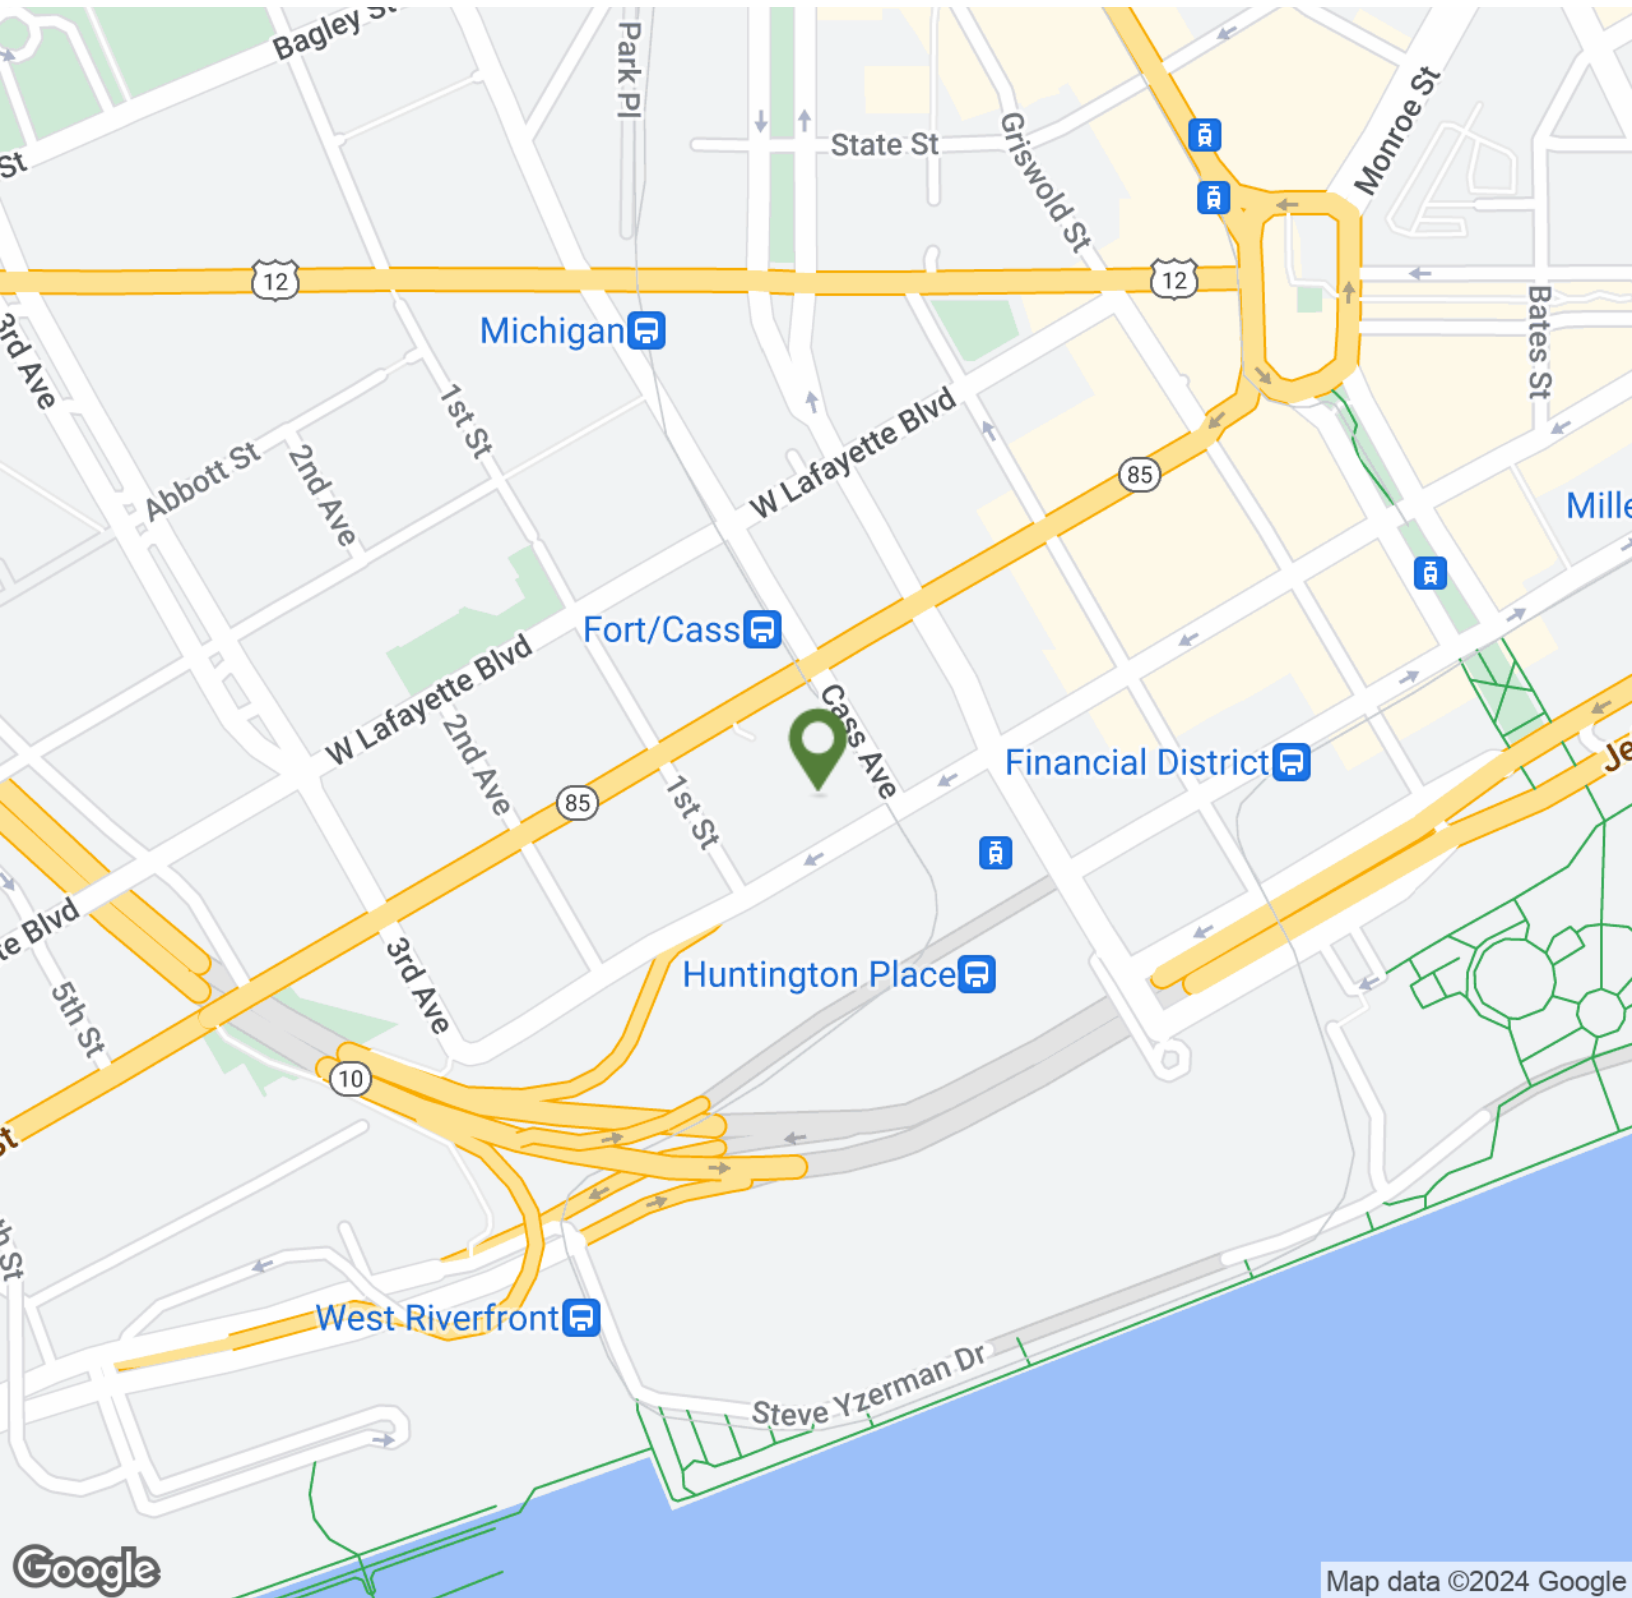 Bagley St
Park Pl
State St
Griswold St
Monroe St
St
12
12
Bates St
3rd Ave
Michigan
1st St
W Lafayette Blvd
Abbott St
2nd Ave
85
Mille
Fort/Cass
W Lafayette Blvd
Cass Ave
2nd Ave
1st St
Financial District
Je
85
te Blvd
3rd Ave
5th St
Huntington Place
10
st
th St
West Riverfront
Steve Yzerman Dr
Google
Map data ©2024 Google